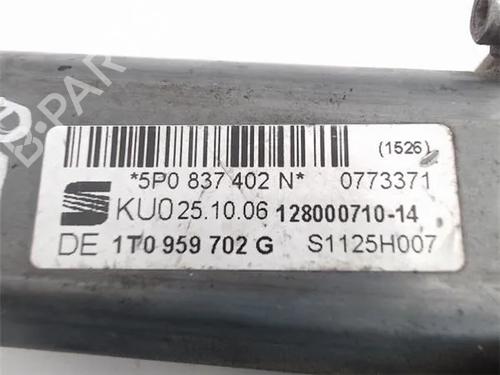 B-PARTS
(1526)
*5P0 837 402 N* 0773371
KU0 25.10.06 128000710-14
DE 1T0 959 702 G S1125H007